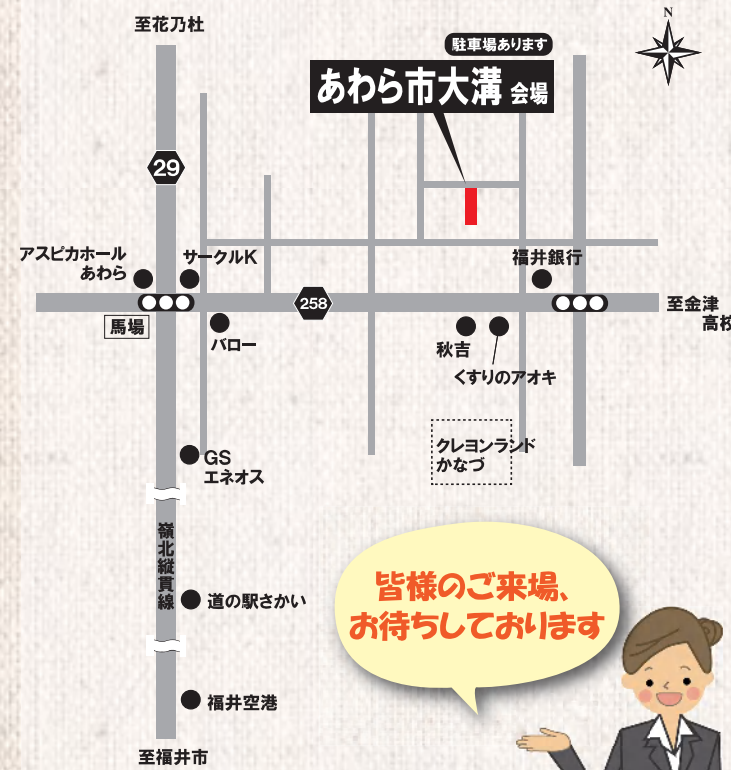 至花乃杜
N
駐車場あります
あわら市大溝 会場
29
アスピカホール
あわら
サークルK
福井銀行
258
至金津
高校
馬場
バロー
秋吉
くすりのアオキ
クレヨンランド
かなづ
GS
エネオス
嶺北縦貫線
道の駅さかい
皆様のご来場、
お待ちしております
福井空港
至福井市